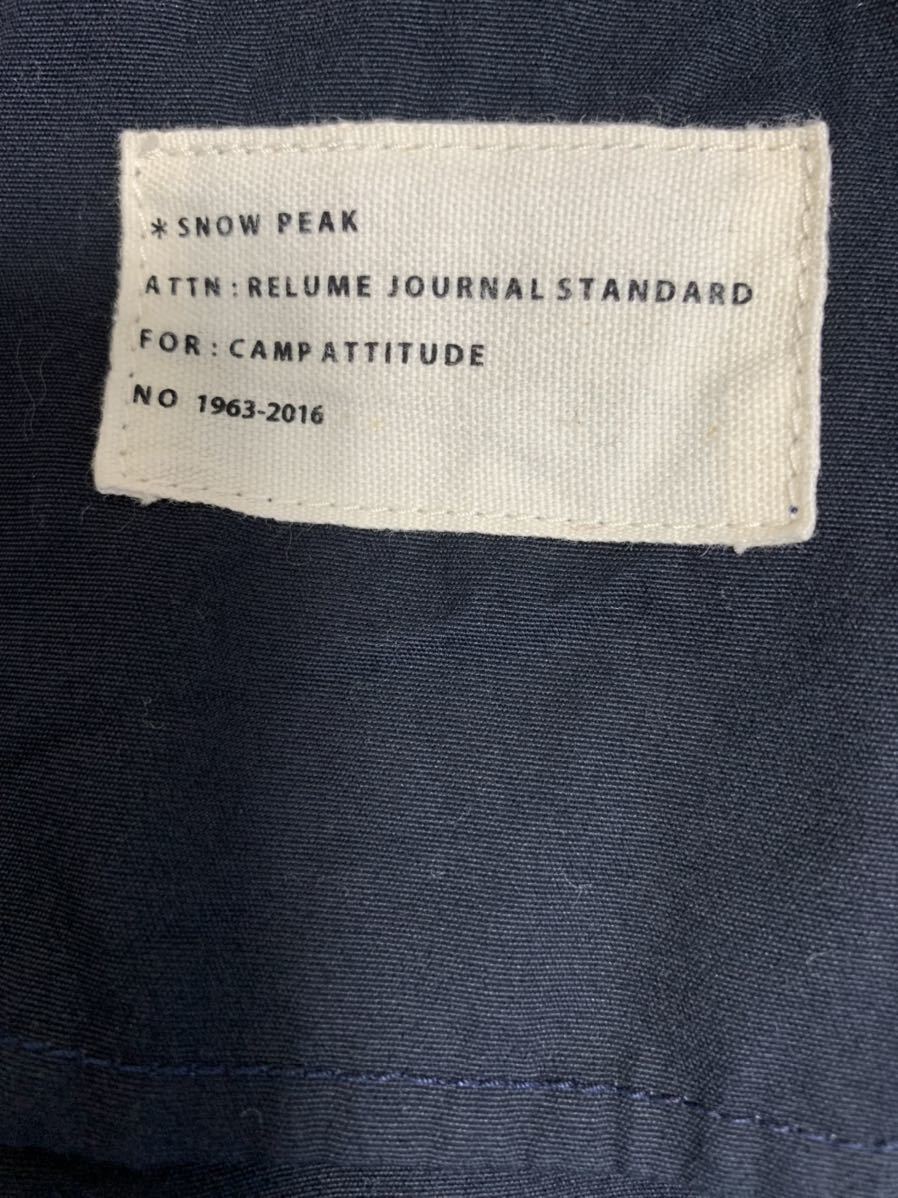 * SNOW PEAK
ATTN : RELUME JOURNAL STANDARD
FOR : CAMP ATTITUDE
NO 1963-2016